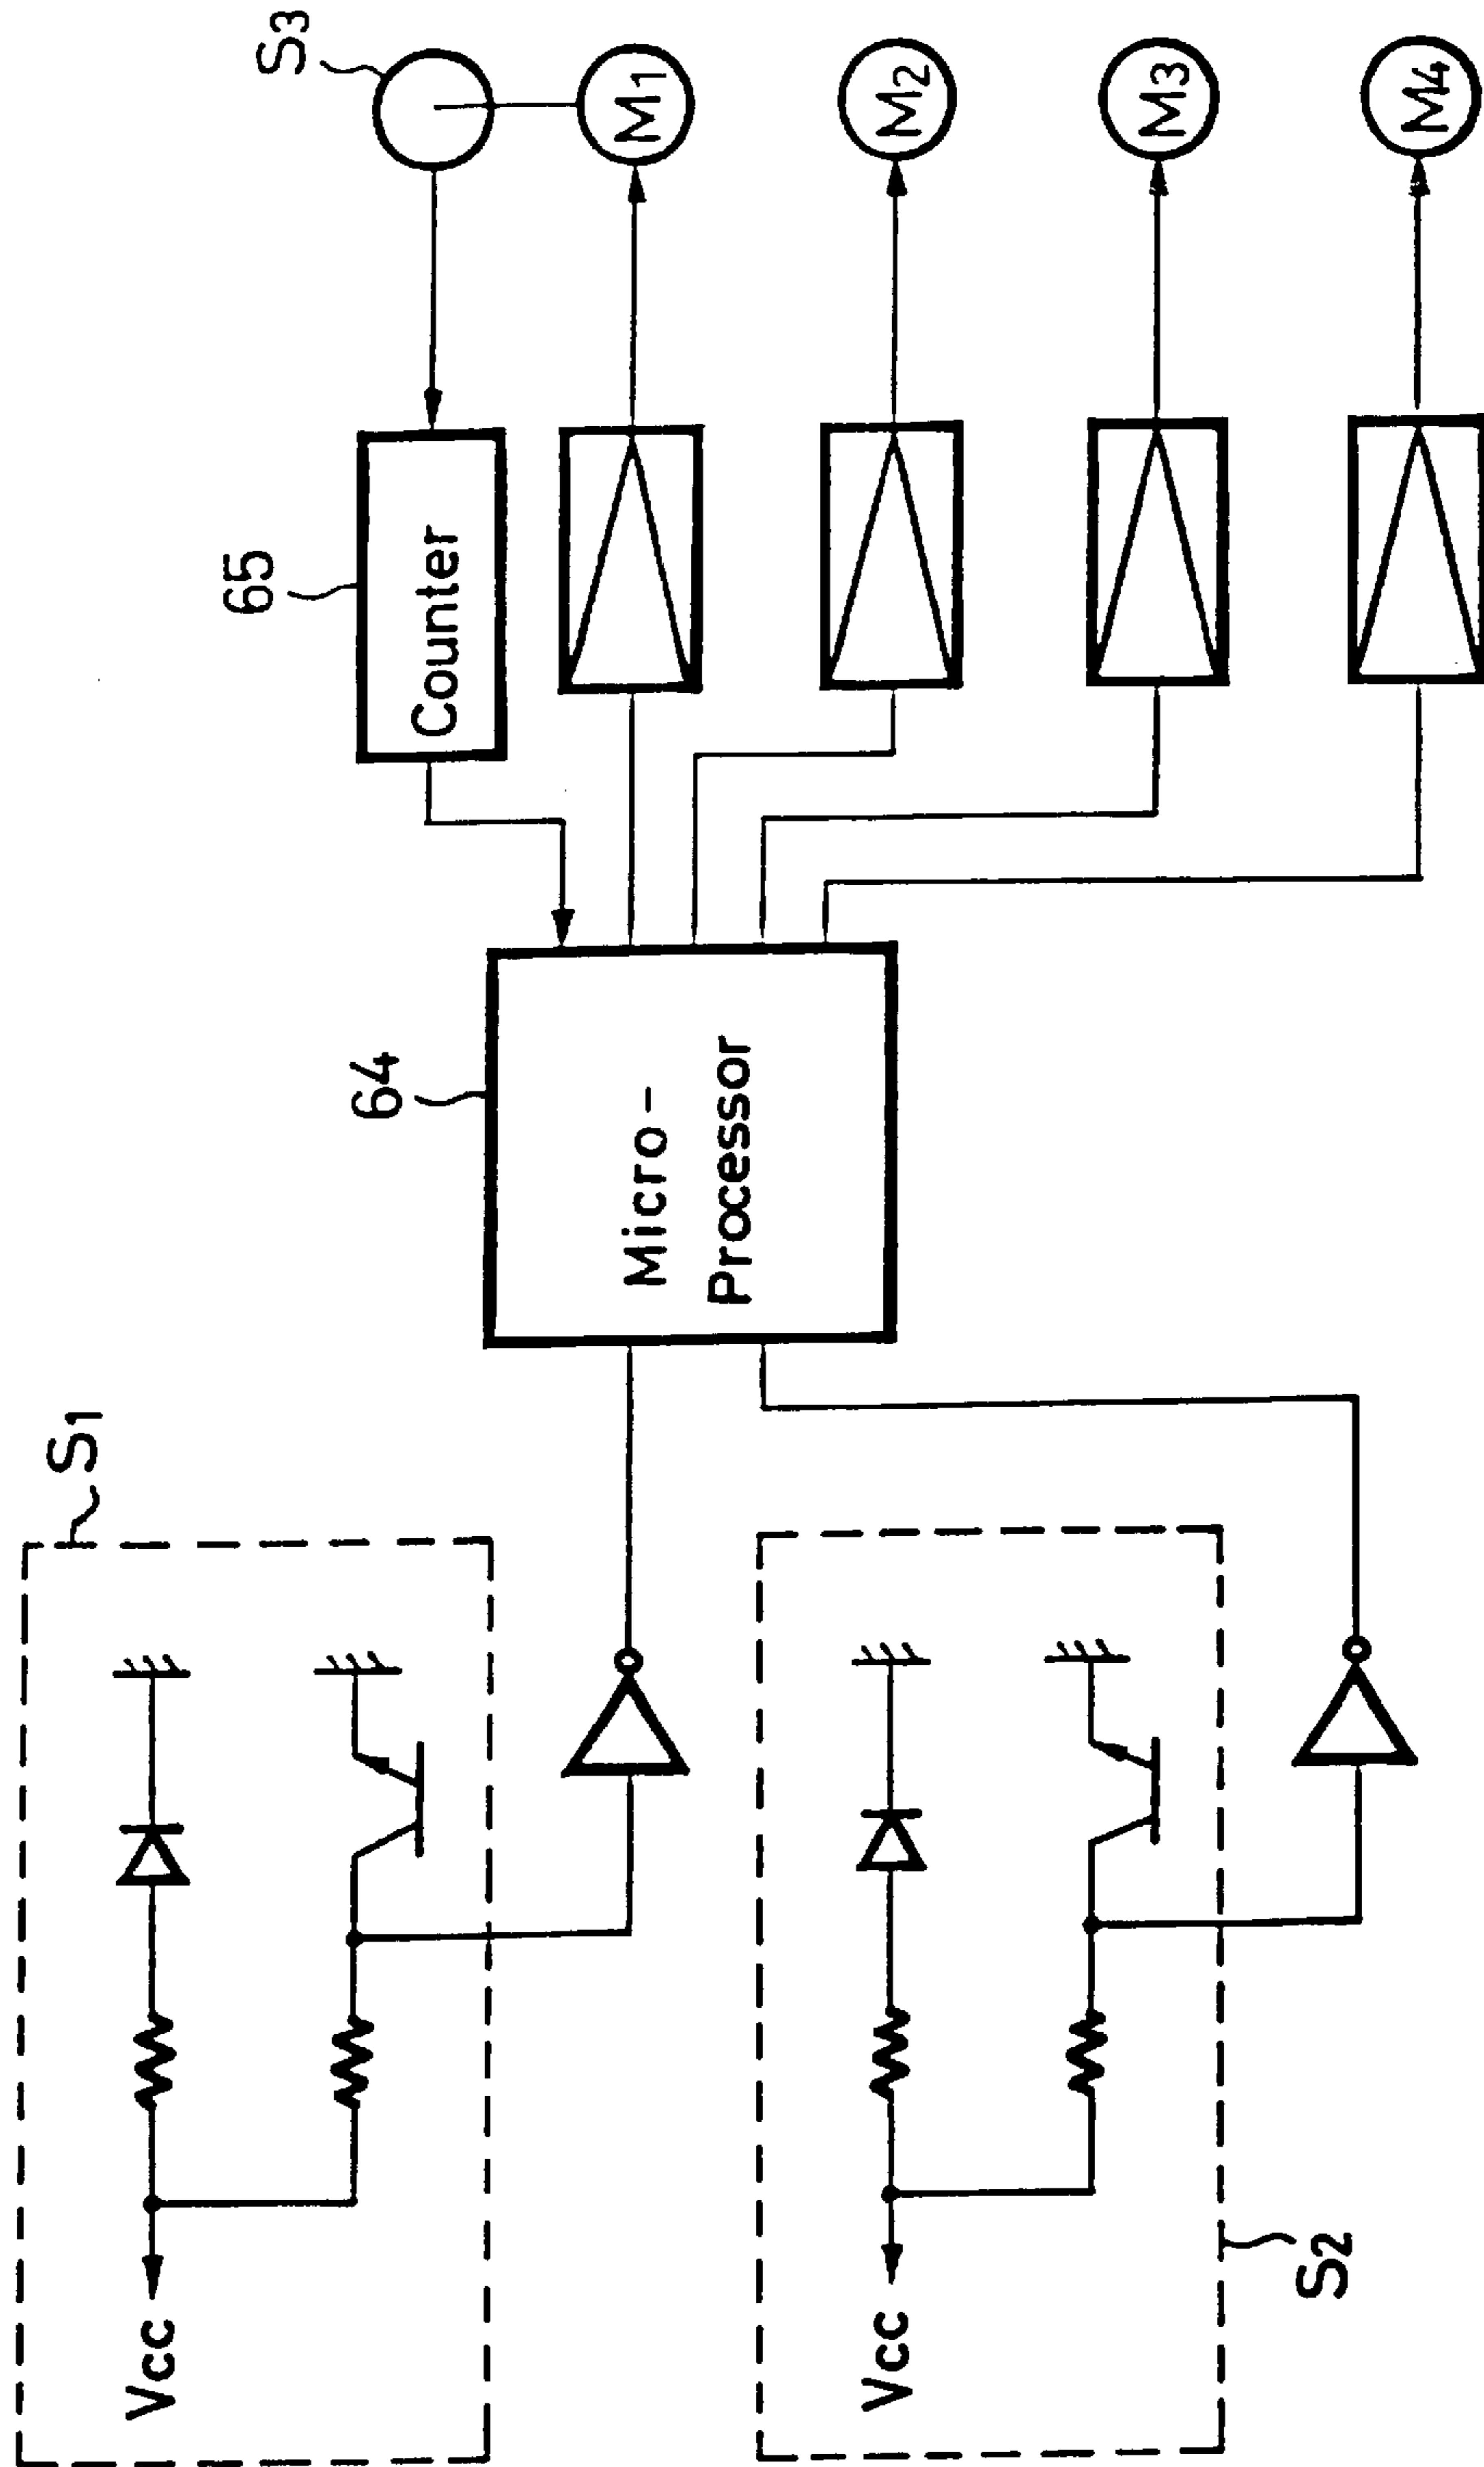 S1
Vcc
S2
Vcc
64
Micro-
Processor
65
Counter
S3
M1
M2
M3
M4